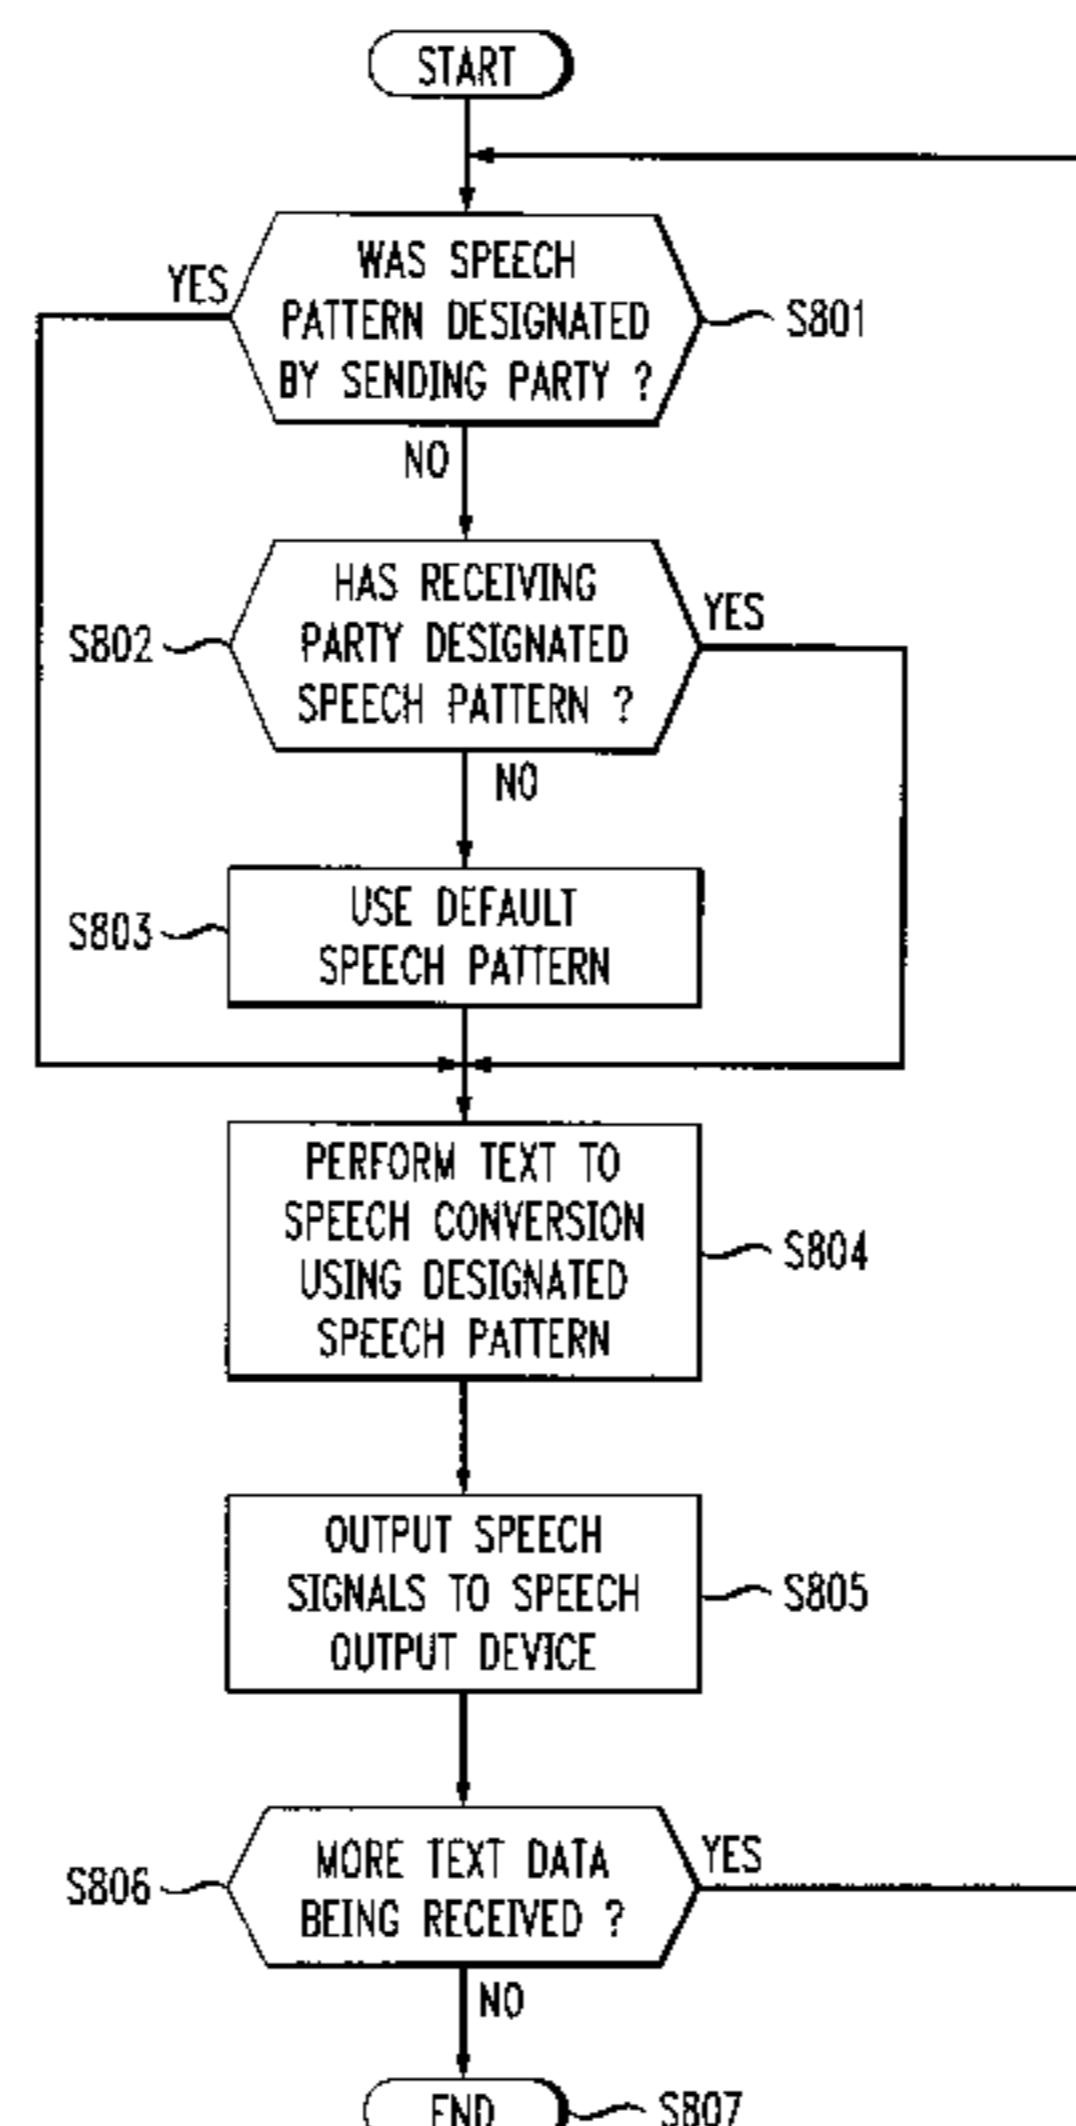 START
YES
WAS SPEECH
PATTERN DESIGNATED
BY SENDING PARTY ?
S801
NO
HAS RECEIVING
PARTY DESIGNATED
SPEECH PATTERN ?
YES
S802
NO
USE DEFAULT
SPEECH PATTERN
S803
PERFORM TEXT TO
SPEECH CONVERSION
USING DESIGNATED
SPEECH PATTERN
S804
OUTPUT SPEECH
SIGNALS TO SPEECH
OUTPUT DEVICE
S805
MORE TEXT DATA
BEING RECEIVED ?
YES
S806
NO
END
S807